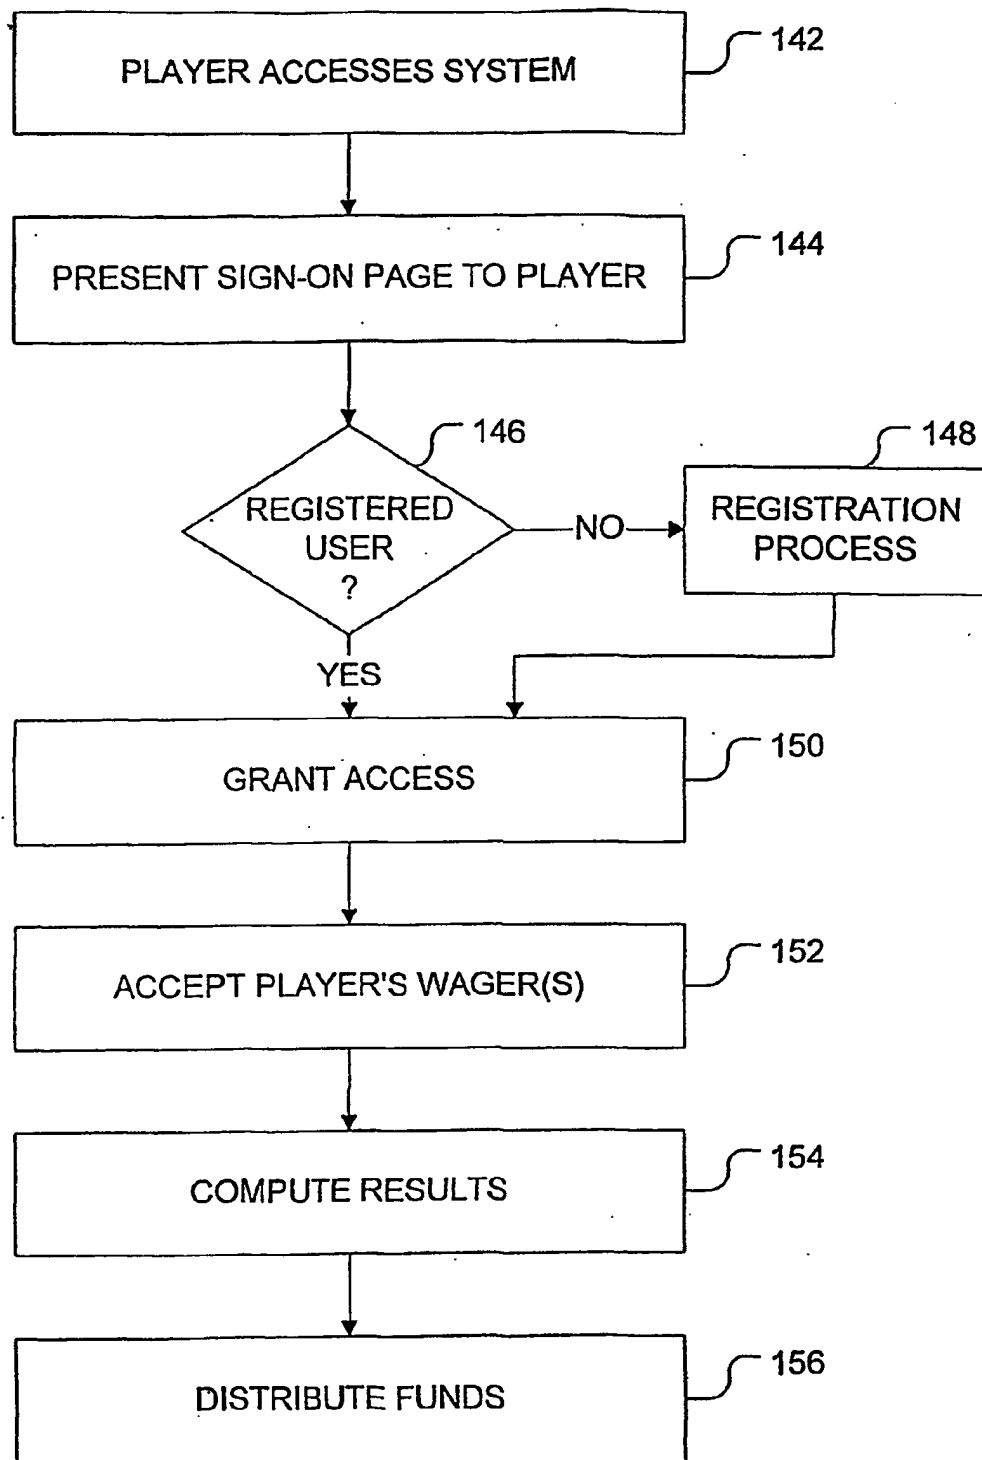 PLAYER ACCESSES SYSTEM
142
PRESENT SIGN-ON PAGE TO PLAYER
144
146
REGISTERED
USER
?
NO
148
REGISTRATION
PROCESS
YES
GRANT ACCESS
150
ACCEPT PLAYER'S WAGER(S)
152
COMPUTE RESULTS
154
DISTRIBUTE FUNDS
156